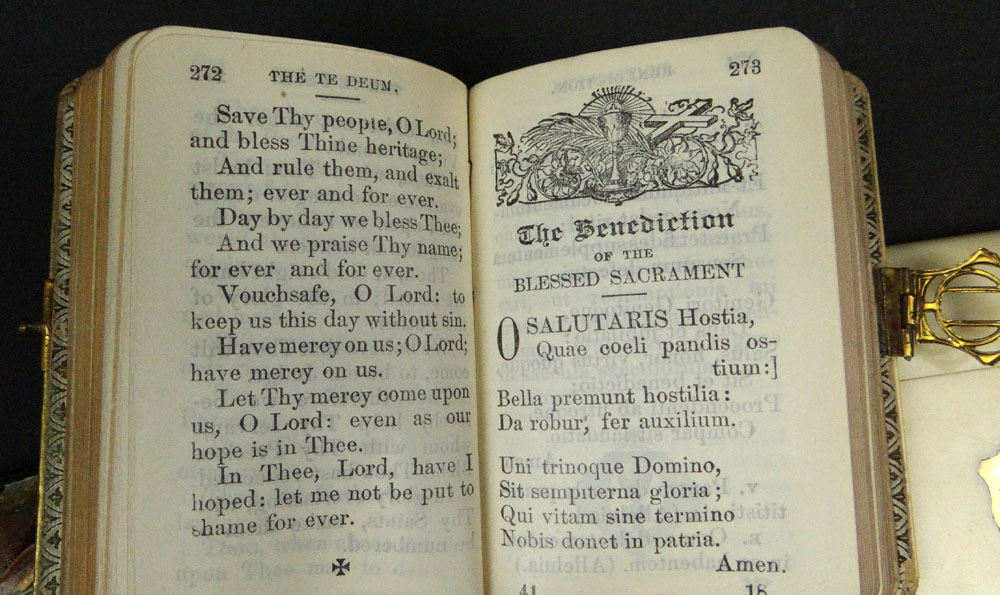 272 THE TE DEUM.
Save Thy people, O Lord;
and bless Thine heritage;
And rule them, and exalt
them; ever and for ever.
Day by day we bless Thee;
And we praise Thy name;
for ever and for ever.
Vouchsafe, O Lord: to
keep us this day without sin.
Have mercy on us; O Lord;
have mercy on us.
Let Thy mercy come upon
us, O Lord: even as our
hope is in Thee.
In Thee, Lord, have I
hoped: let me not be put to
shame for ever.
✠
273
The Benediction
OF THE
BLESSED SACRAMENT
O SALUTARIS Hostia,
Quae coeli pandis os-
tium:]
Bella premunt hostilia:
Da robur, fer auxilium.
Uni trinoque Domino,
Sit sempiterna gloria;
Qui vitam sine termino
Nobis donet in patria.
Amen.
41 18